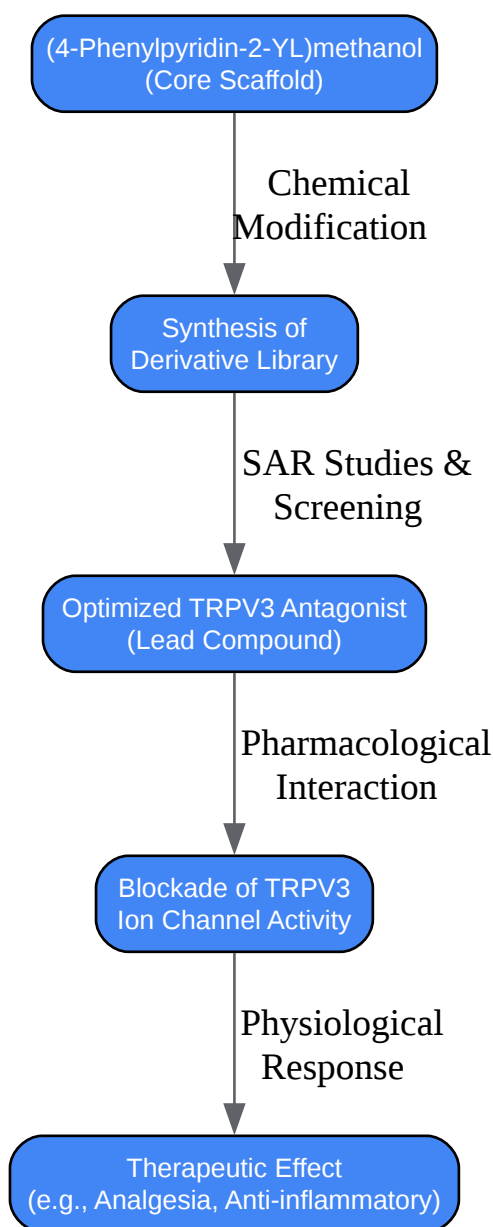 (4-Phenylpyridin-2-YL)methanol
(Core Scaffold)
Chemical
Modification
Synthesis of
Derivative Library
SAR Studies &
Screening
Optimized TRPV3 Antagonist
(Lead Compound)
Pharmacological
Interaction
Blockade of TRPV3
Ion Channel Activity
Physiological
Response
Therapeutic Effect
(e.g., Analgesia, Anti-inflammatory)